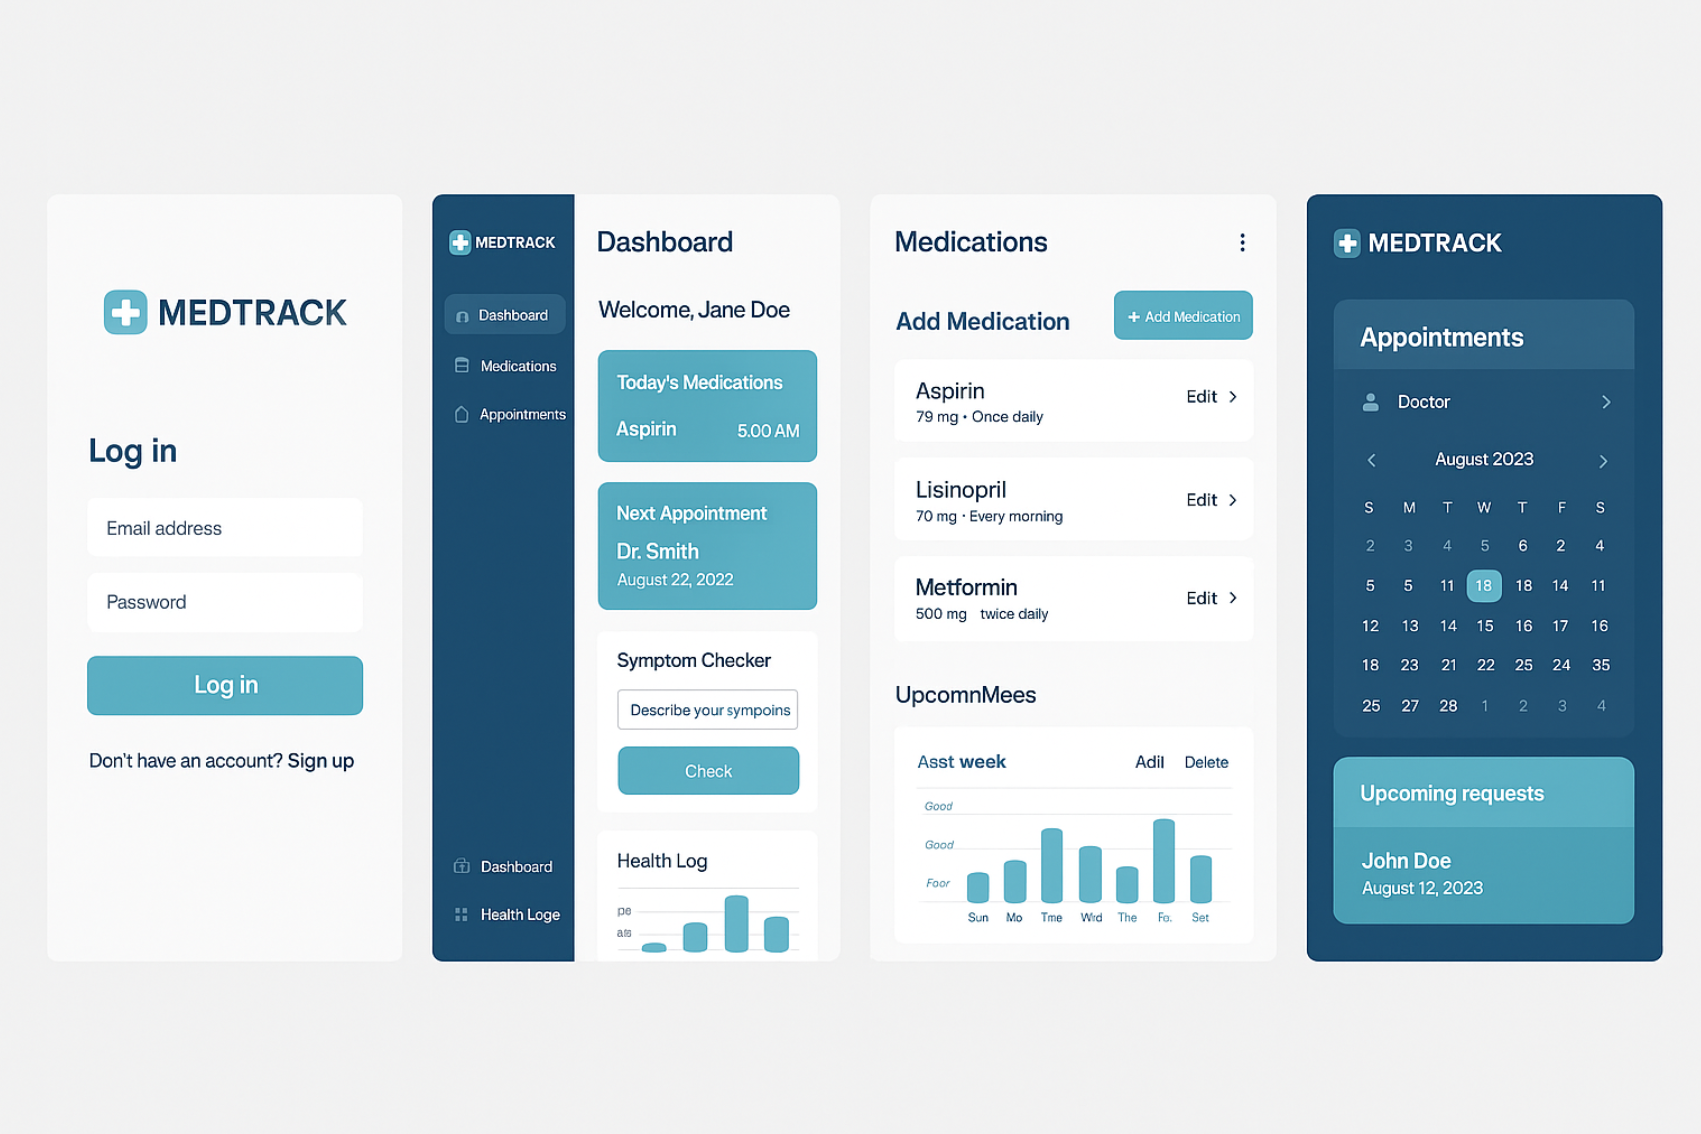 MEDTRACK
Log in
Email address
Password
Log in
Don't have an account? Sign up
MEDTRACK
Dashboard
Medications
Appointments
Dashboard
Health Loge
Dashboard
Welcome, Jane Doe
Today's Medications
Aspirin 5.00 AM
Next Appointment
Dr. Smith
August 22, 2022
Symptom Checker
Describe your sympoins
Check
Health Log
pe
Medications
Add Medication + Add Medication
Aspirin Edit >
79 mg • Once daily
Lisinopril Edit >
70 mg · Every morning
Metformin Edit >
500 mg twice daily
UpcomnMees
Asst week Adil Delete
Good
Good
Foor
Sun Mo Tme Wrd The Fo. Set
MEDTRACK
Appointments
Doctor >
< August 2023 >
S M T W T F S
2 3 4 5 6 2 4
5 5 11 18 18 14 11
12 13 14 15 16 17 16
18 23 21 22 25 24 35
25 27 28 1 2 3 4
Upcoming requests
John Doe
August 12, 2023